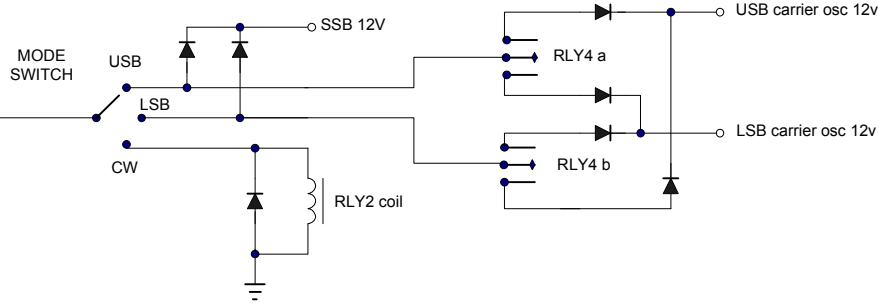 USB carrier osc 12v
SSB 12V
MODE
SWITCH
USB
RLY4 a
LSB
LSB carrier osc 12v
CW
RLY4 b
RLY2 coil